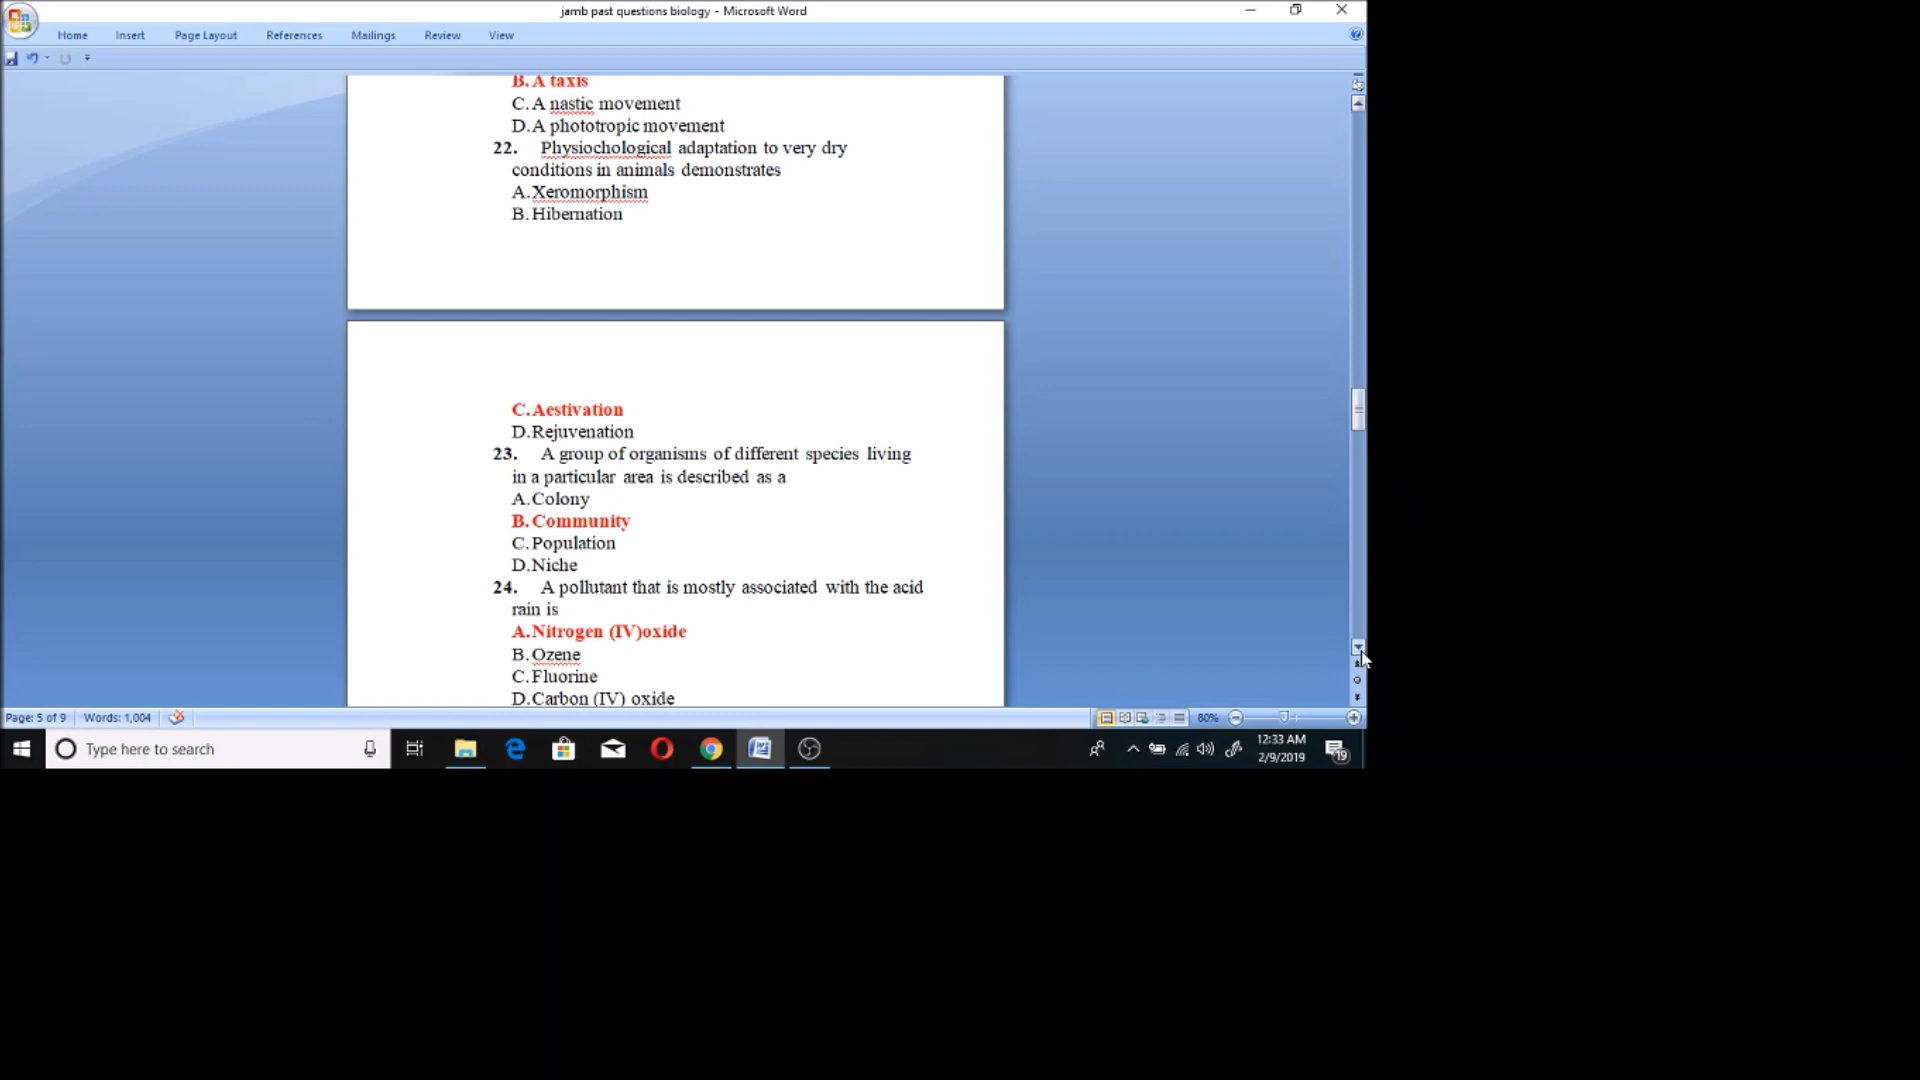 jamb past questions biology - Microsoft Word
Home Insert Page Layout References Mailings Review View
B. A taxis
C. A nastic movement
D. A phototropic movement
22. Physiochological adaptation to very dry
conditions in animals demonstrates
A. Xeromorphism
B. Hibernation
C. Aestivation
D. Rejuvenation
23. A group of organisms of different species living
in a particular area is described as a
A. Colony
B. Community
C. Population
D. Niche
24. A pollutant that is mostly associated with the acid
rain is
A. Nitrogen (IV)oxide
B. Ozene
C. Fluorine
D. Carbon (IV) oxide
Page: 5 of 9 Words: 1,004 80%
Type here to search
12:33 AM
2/9/2019
19